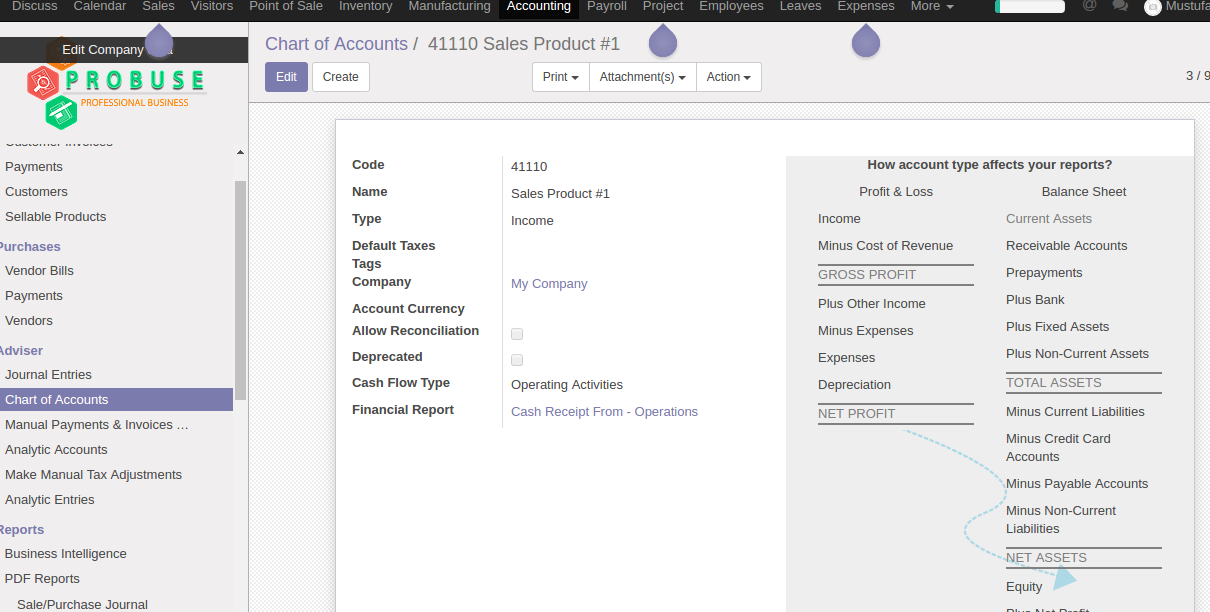 Discuss Calendar Sales Visitors Point of Sale Inventory Manufacturing Accounting Payroll Project Employees Leaves Expenses More @ Mustufa
Edit Company
PROBUSE
PROFESSIONAL BUSINESS
Customer Invoices
Payments
Customers
Sellable Products
Purchases
Vendor Bills
Payments
Vendors
Adviser
Journal Entries
Chart of Accounts
Manual Payments & Invoices ...
Analytic Accounts
Make Manual Tax Adjustments
Analytic Entries
Reports
Business Intelligence
PDF Reports
Sale/Purchase Journal
Chart of Accounts / 41110 Sales Product #1
Edit Create Print Attachment(s) Action 3 / 9
Code 41110
Name Sales Product #1
Type Income
Default Taxes
Tags
Company My Company
Account Currency
Allow Reconciliation
Deprecated
Cash Flow Type Operating Activities
Financial Report Cash Receipt From - Operations
How account type affects your reports?
Profit & Loss
Income
Minus Cost of Revenue
GROSS PROFIT
Plus Other Income
Minus Expenses
Expenses
Depreciation
NET PROFIT
Balance Sheet
Current Assets
Receivable Accounts
Prepayments
Plus Bank
Plus Fixed Assets
Plus Non-Current Assets
TOTAL ASSETS
Minus Current Liabilities
Minus Credit Card
Accounts
Minus Payable Accounts
Minus Non-Current
Liabilities
NET ASSETS
Equity
Plus Net Profit